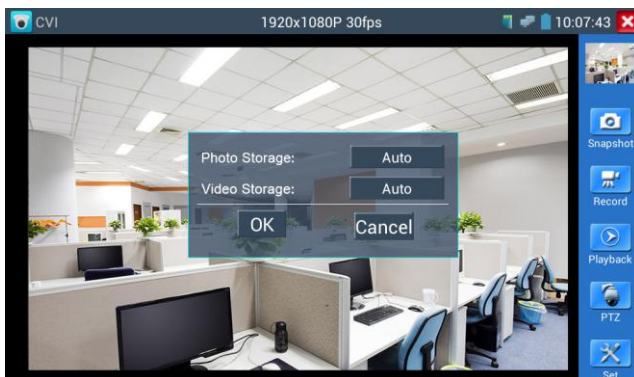 CVI 1920x1080P 30fps 10:07:43
Snapshot
Photo Storage: Auto
Video Storage: Auto
Record
OK Cancel
Playback
PTZ
Set